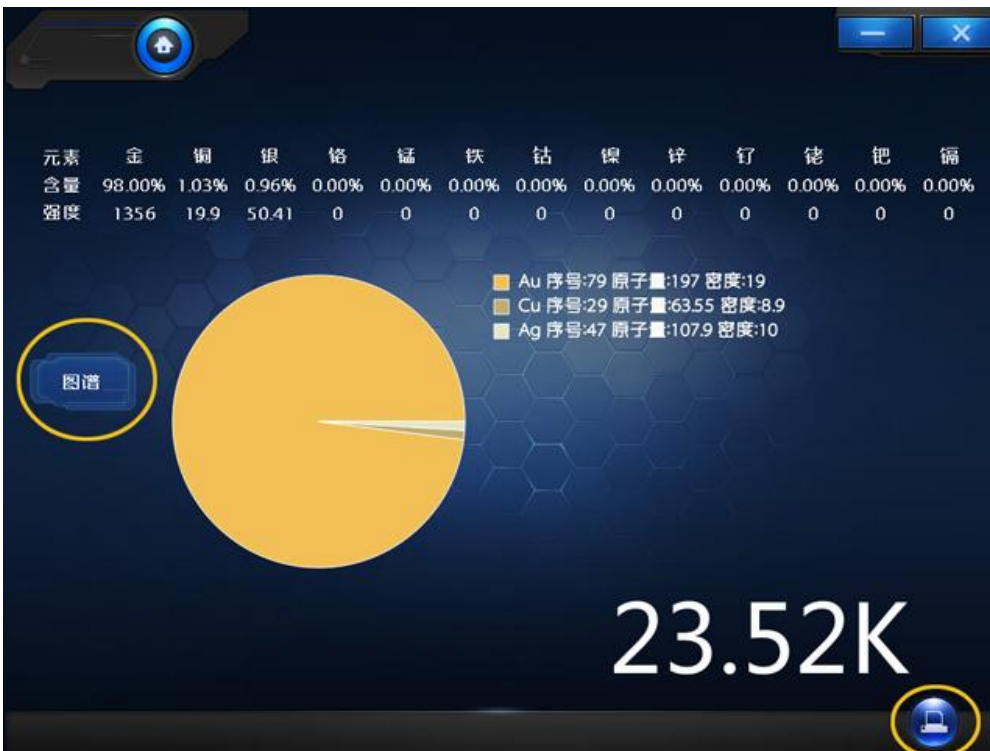 元素 金 铜 银 铬 锰 铁 钴 镍 锌 钌 铑 钯 镉
含量 98.00% 1.03% 0.96% 0.00% 0.00% 0.00% 0.00% 0.00% 0.00% 0.00% 0.00% 0.00% 0.00%
强度 1356 19.9 50.41 0 0 0 0 0 0 0 0 0 0
Au 序号:79 原子量:197 密度:19
Cu 序号:29 原子量:63.55 密度:8.9
Ag 序号:47 原子量:107.9 密度:10
图谱
23.52K